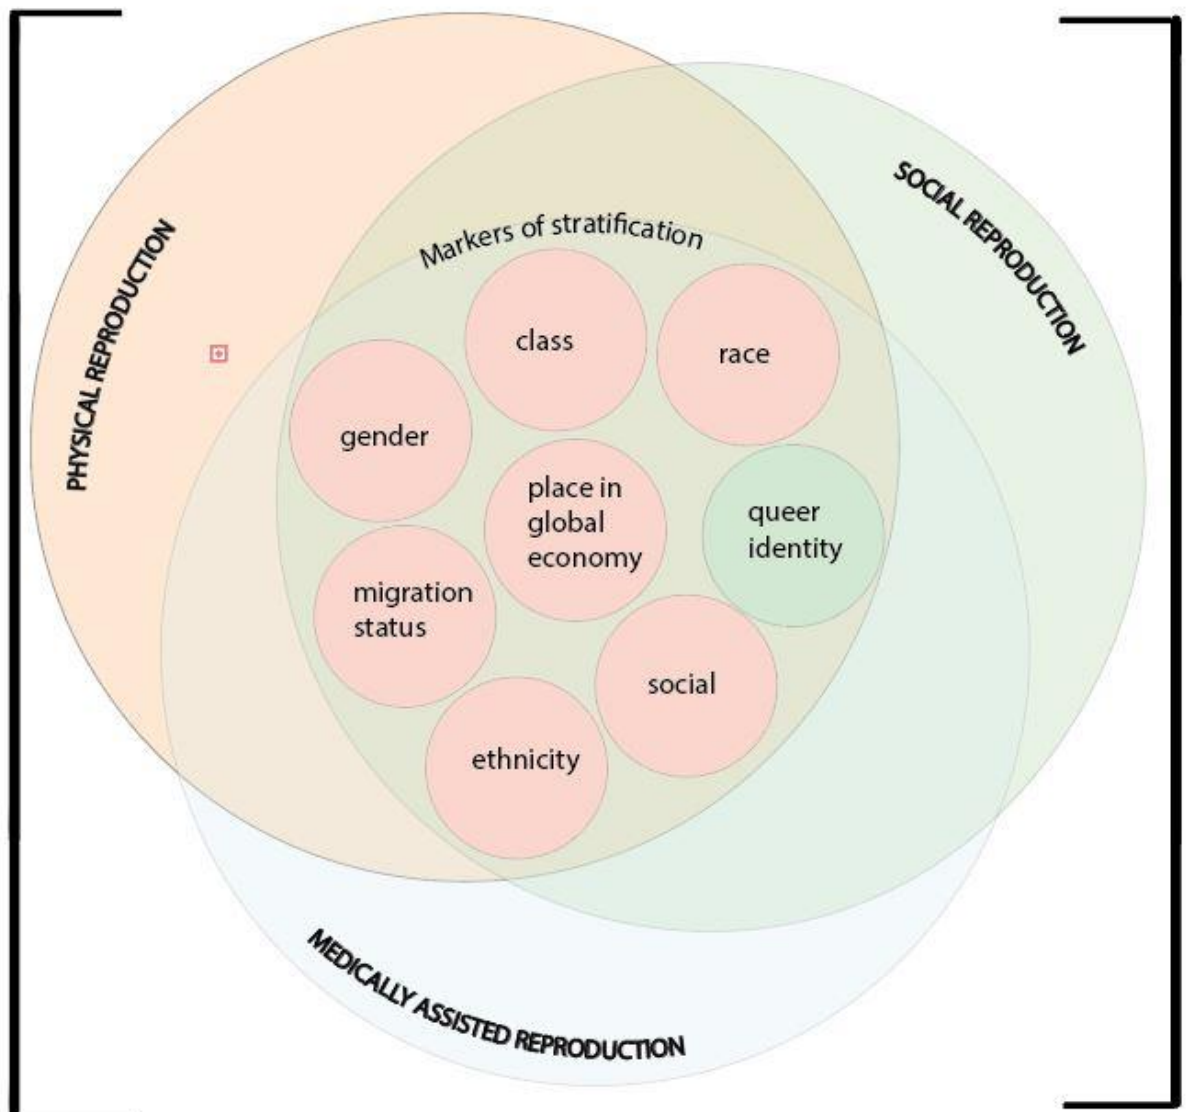 PHYSICAL REPRODUCTION
SOCIAL REPRODUCTION
Markers of stratification
class
race
gender
place in
global
economy
queer
identity
migration
status
social
ethnicity
MEDICALLY ASSISTED REPRODUCTION